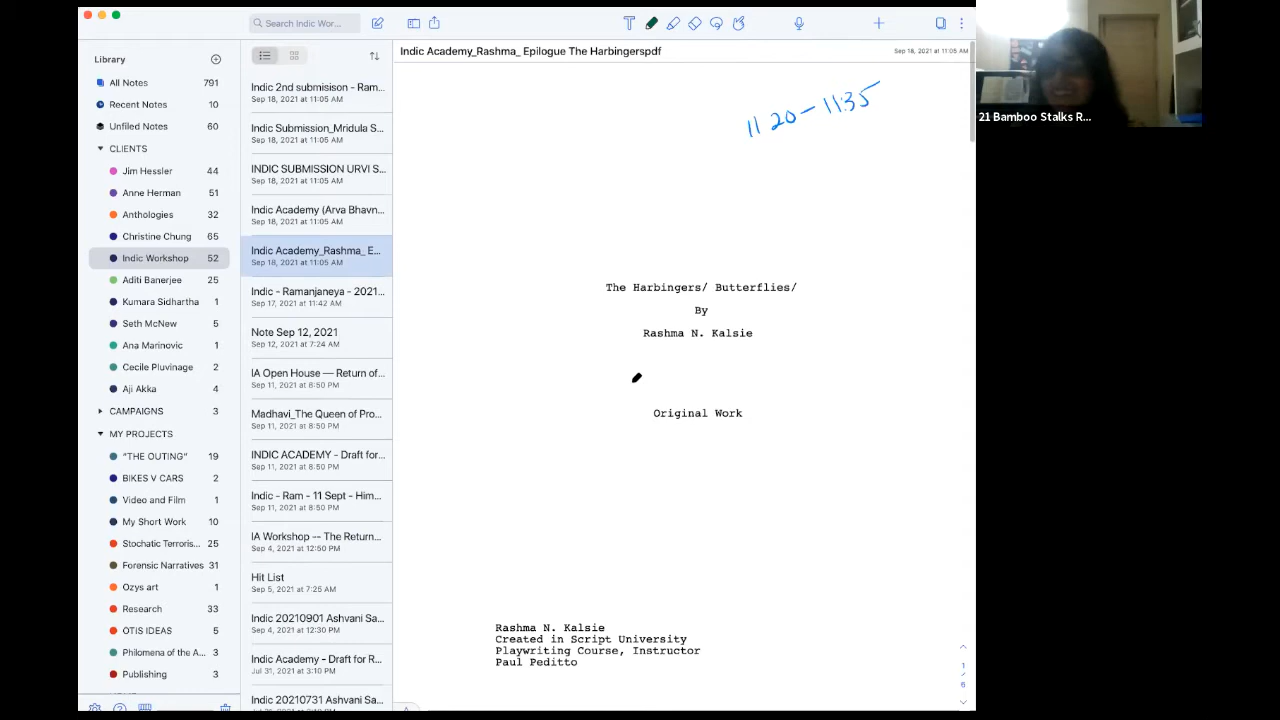 Search Indic Wor...
Library
All Notes 791
Recent Notes 10
Unfiled Notes 60
CLIENTS
Jim Hessler 44
Anne Herman 51
Anthologies 32
Christine Chung 65
Indic Workshop 52
Aditi Banerjee 25
Kumara Sidhartha 1
Seth McNew 5
Ana Marinovic 1
Cecile Pluvinage 2
Aji Akka 4
CAMPAIGNS 3
MY PROJECTS
“THE OUTING” 19
BIKES V CARS 2
Video and Film 1
My Short Work 10
Stochatic Terroris... 25
Forensic Narratives 31
Ozys art 1
Research 33
OTIS IDEAS 5
Philomena of the A... 3
Publishing 3
Indic 2nd submisison - Ram...
Sep 18, 2021 at 11:05 AM
Indic Submission_Mridula S...
Sep 18, 2021 at 11:05 AM
INDIC SUBMISSION URVI S...
Sep 18, 2021 at 11:05 AM
Indic Academy (Arva Bhavn...
Sep 18, 2021 at 11:05 AM
Indic Academy_Rashma_ E...
Sep 18, 2021 at 11:05 AM
Indic - Ramanjaneya - 2021...
Sep 17, 2021 at 11:42 AM
Note Sep 12, 2021
Sep 12, 2021 at 7:24 AM
IA Open House — Return of...
Sep 11, 2021 at 8:50 PM
Madhavi_The Queen of Pro...
Sep 11, 2021 at 8:50 PM
INDIC ACADEMY - Draft for...
Sep 11, 2021 at 8:50 PM
Indic - Ram - 11 Sept - Him...
Sep 11, 2021 at 8:50 PM
IA Workshop -- The Return...
Sep 4, 2021 at 12:50 PM
Hit List
Sep 5, 2021 at 7:25 AM
Indic 20210901 Ashvani Sa...
Sep 4, 2021 at 12:30 PM
Indic Academy - Draft for R...
Jul 31, 2021 at 3:10 PM
Indic 20210731 Ashvani Sa...
Indic Academy_Rashma_ Epilogue The Harbingerspdf
Sep 18, 2021 at 11:05 AM
11 20 - 11:35
The Harbingers/ Butterflies/
By
Rashma N. Kalsie
Original Work
Rashma N. Kalsie
Created in Script University
Playwriting Course, Instructor
Paul Peditto
1
/
6
21 Bamboo Stalks R...